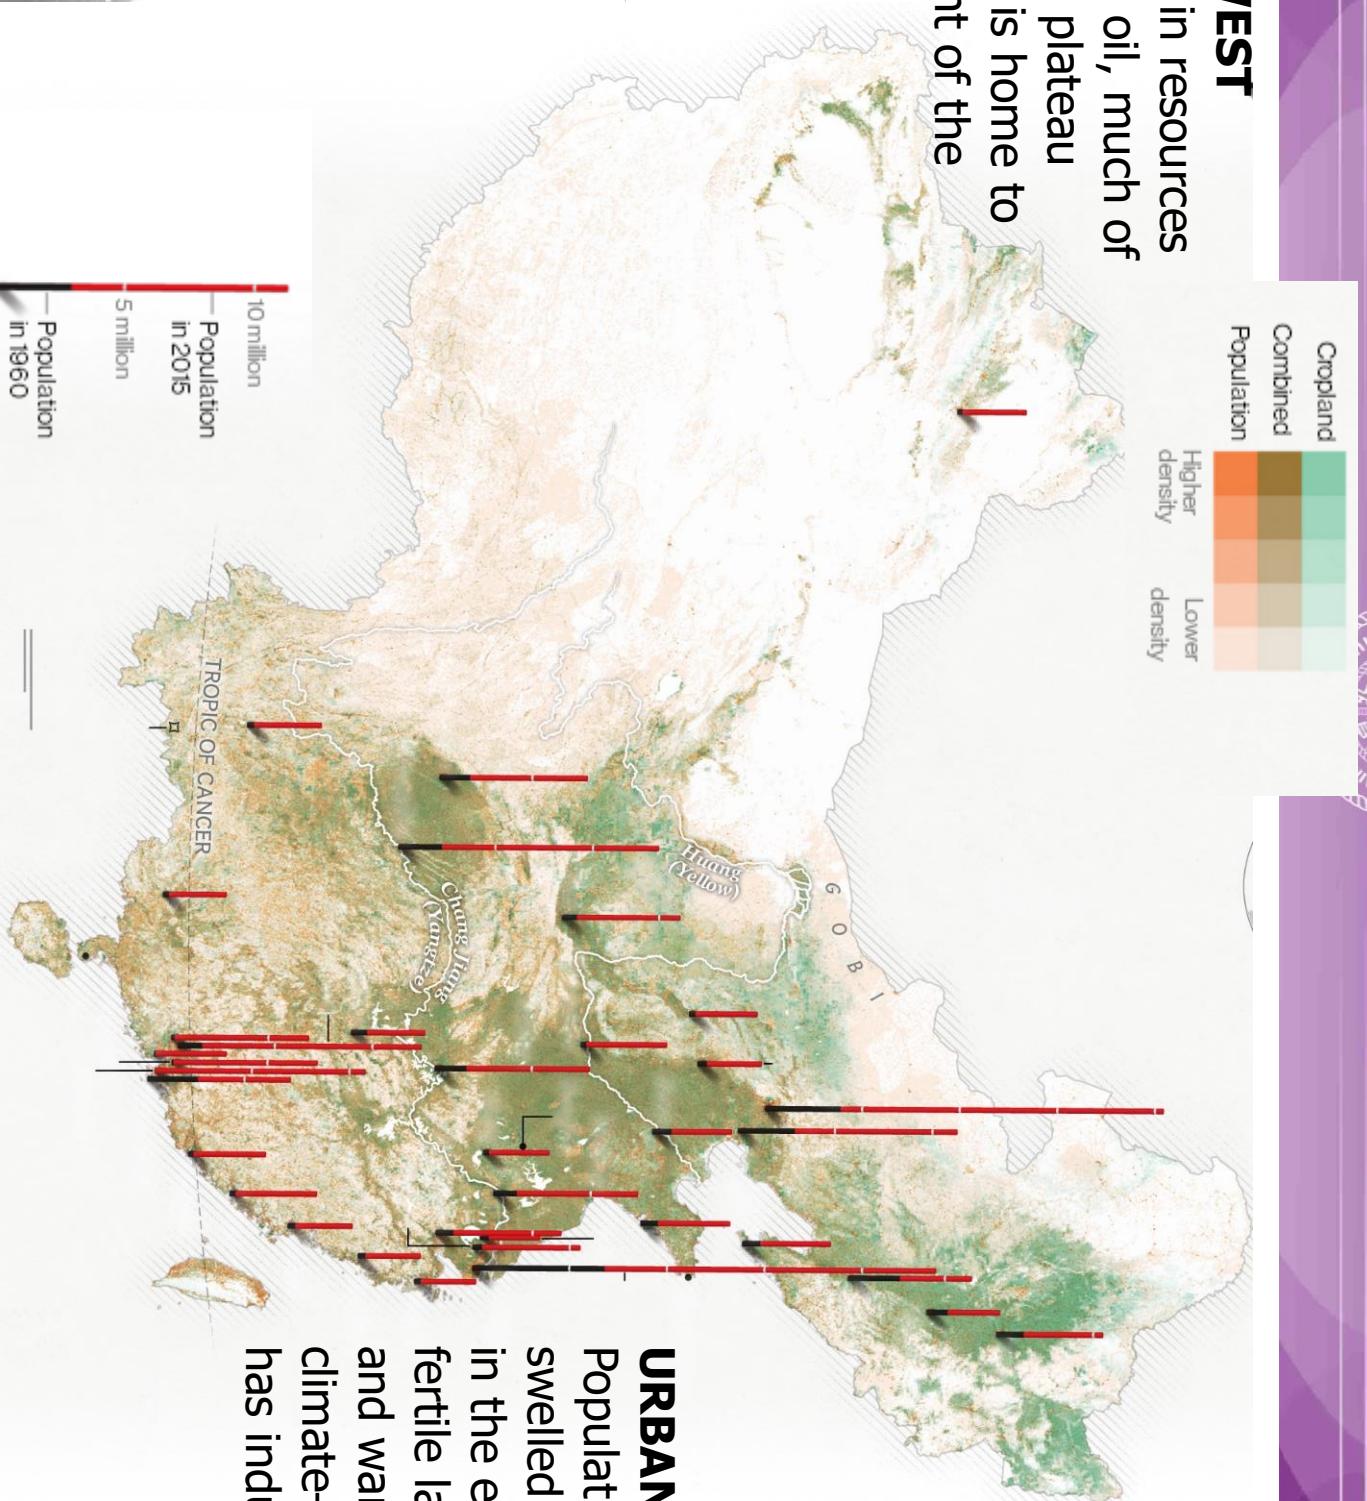 WEST
in resources
oil, much of
plateau
is home to
nt of the
Cropland
Combined
Population
Higher
density
Lower
density
10 million
Population
in 2015
5 million
Population
in 1960
GOBI
Huang
(Yellow)
Chang Jiang
(Yangtze)
TROPIC OF CANCER
URBAN
Populat
swelled
in the e
fertile la
and wa
climate-
has indu